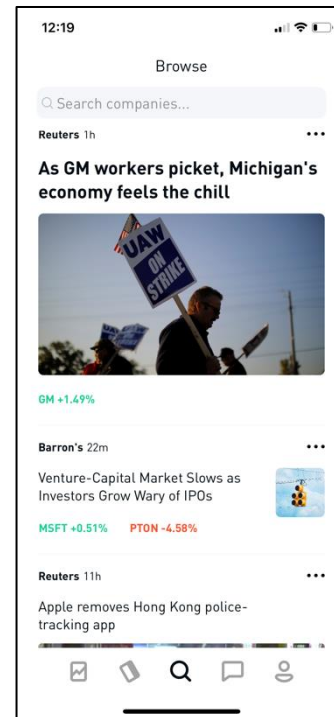 12:19
Browse
Search companies...
Reuters 1h
As GM workers picket, Michigan's
economy feels the chill
UAW
ON
STRIKE
GM +1.49%
Barron's 22m
Venture-Capital Market Slows as
Investors Grow Wary of IPOs
MSFT +0.51% PTON -4.58%
Reuters 11h
Apple removes Hong Kong police-
tracking app